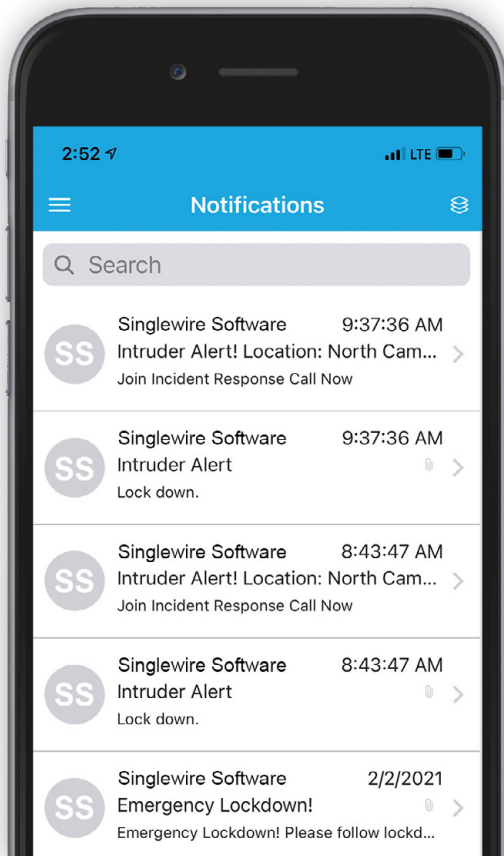 2:52 LTE
Notifications
Search
SS Singlewire Software 9:37:36 AM
Intruder Alert! Location: North Cam...
Join Incident Response Call Now
SS Singlewire Software 9:37:36 AM
Intruder Alert
Lock down.
SS Singlewire Software 8:43:47 AM
Intruder Alert! Location: North Cam...
Join Incident Response Call Now
SS Singlewire Software 8:43:47 AM
Intruder Alert
Lock down.
SS Singlewire Software 2/2/2021
Emergency Lockdown!
Emergency Lockdown! Please follow lockd...